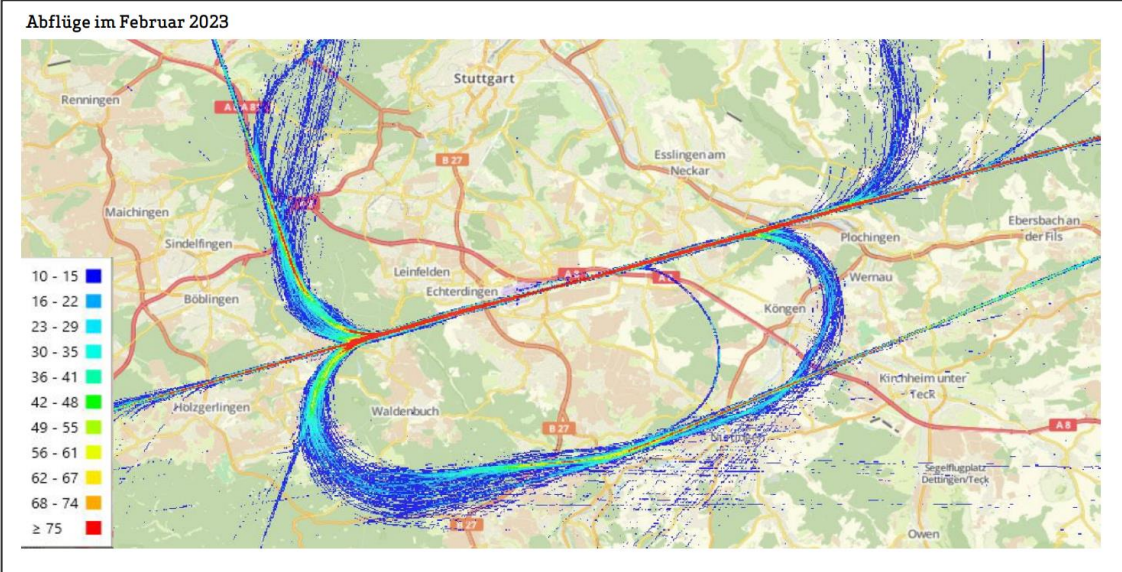 Abflüge im Februar 2023
Stuttgart
Renningen
B 27
Esslingen am
Neckar
Maichingen
Ebersbach an
der Fils
Sindelfingen
Plochingen
Leinfelden
Wernau
Echterdingen
Böblingen
Köngen
Kirchheim unter
Teck
Holzgerlingen
Waldenbuch
B 27
A 8
Segelflugplatz
Dettingen/Teck
B 27
Owen
10 - 15
16 - 22
23 - 29
30 - 35
36 - 41
42 - 48
49 - 55
56 - 61
62 - 67
68 - 74
≥ 75